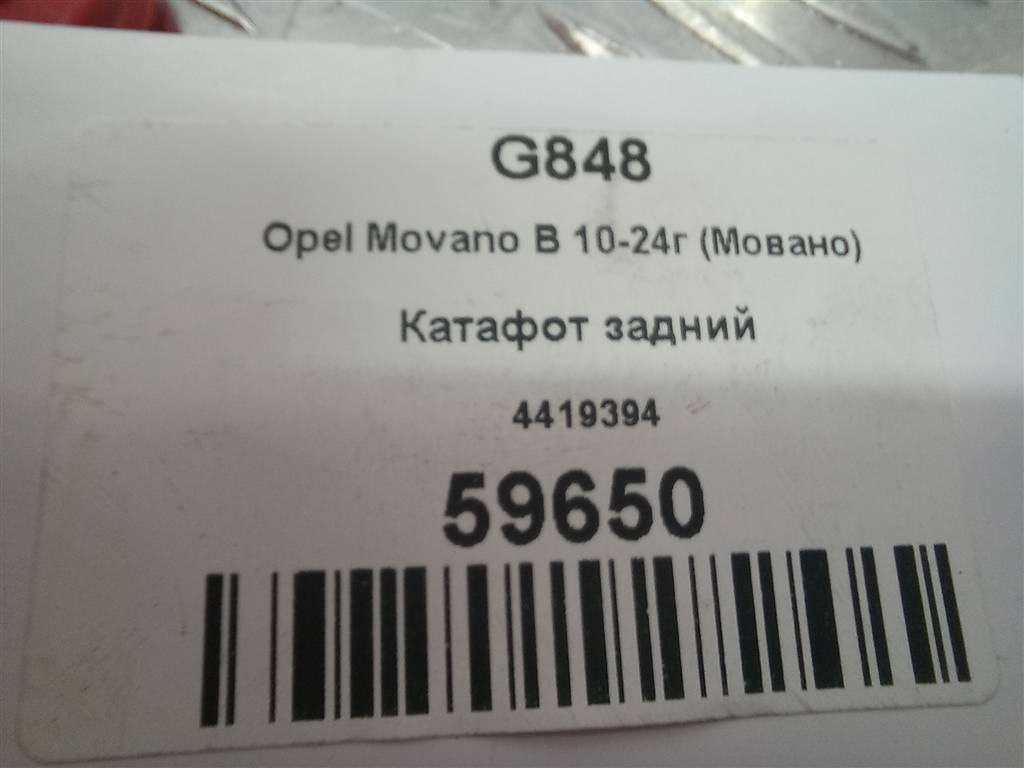 G848
Opel Movano B 10-24г (Мовано)
Катафот задний
4419394
59650